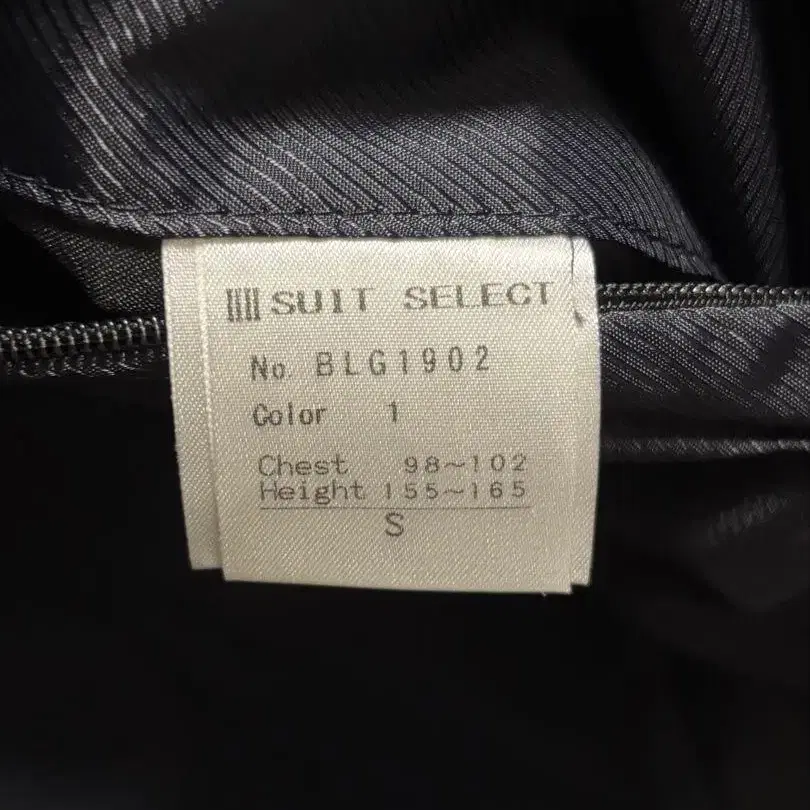 SUIT SELECT
No. BLG1902
Color 1
Chest 98~102
Height 155~165
S